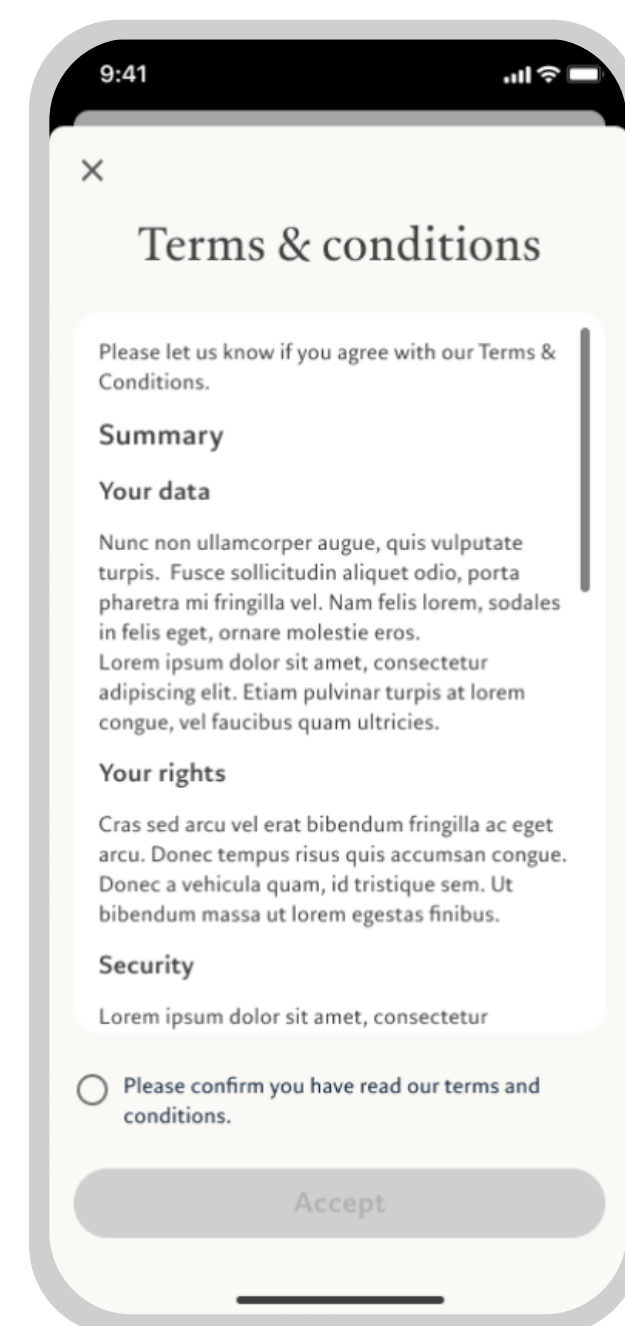 9:41
Terms & conditions
Please let us know if you agree with our Terms &
Conditions.
Summary
Your data
Nunc non ullamcorper augue, quis vulputate
turpis.  Fusce sollicitudin aliquet odio, porta
pharetra mi fringilla vel. Nam felis lorem, sodales
in felis eget, ornare molestie eros.
Lorem ipsum dolor sit amet, consectetur
adipiscing elit. Etiam pulvinar turpis at lorem
congue, vel faucibus quam ultricies.
Your rights
Cras sed arcu vel erat bibendum fringilla ac eget
arcu. Donec tempus risus quis accumsan congue.
Donec a vehicula quam, id tristique sem. Ut
bibendum massa ut lorem egestas finibus.
Security
Lorem ipsum dolor sit amet, consectetur
Please confirm you have read our terms and
conditions.
Accept